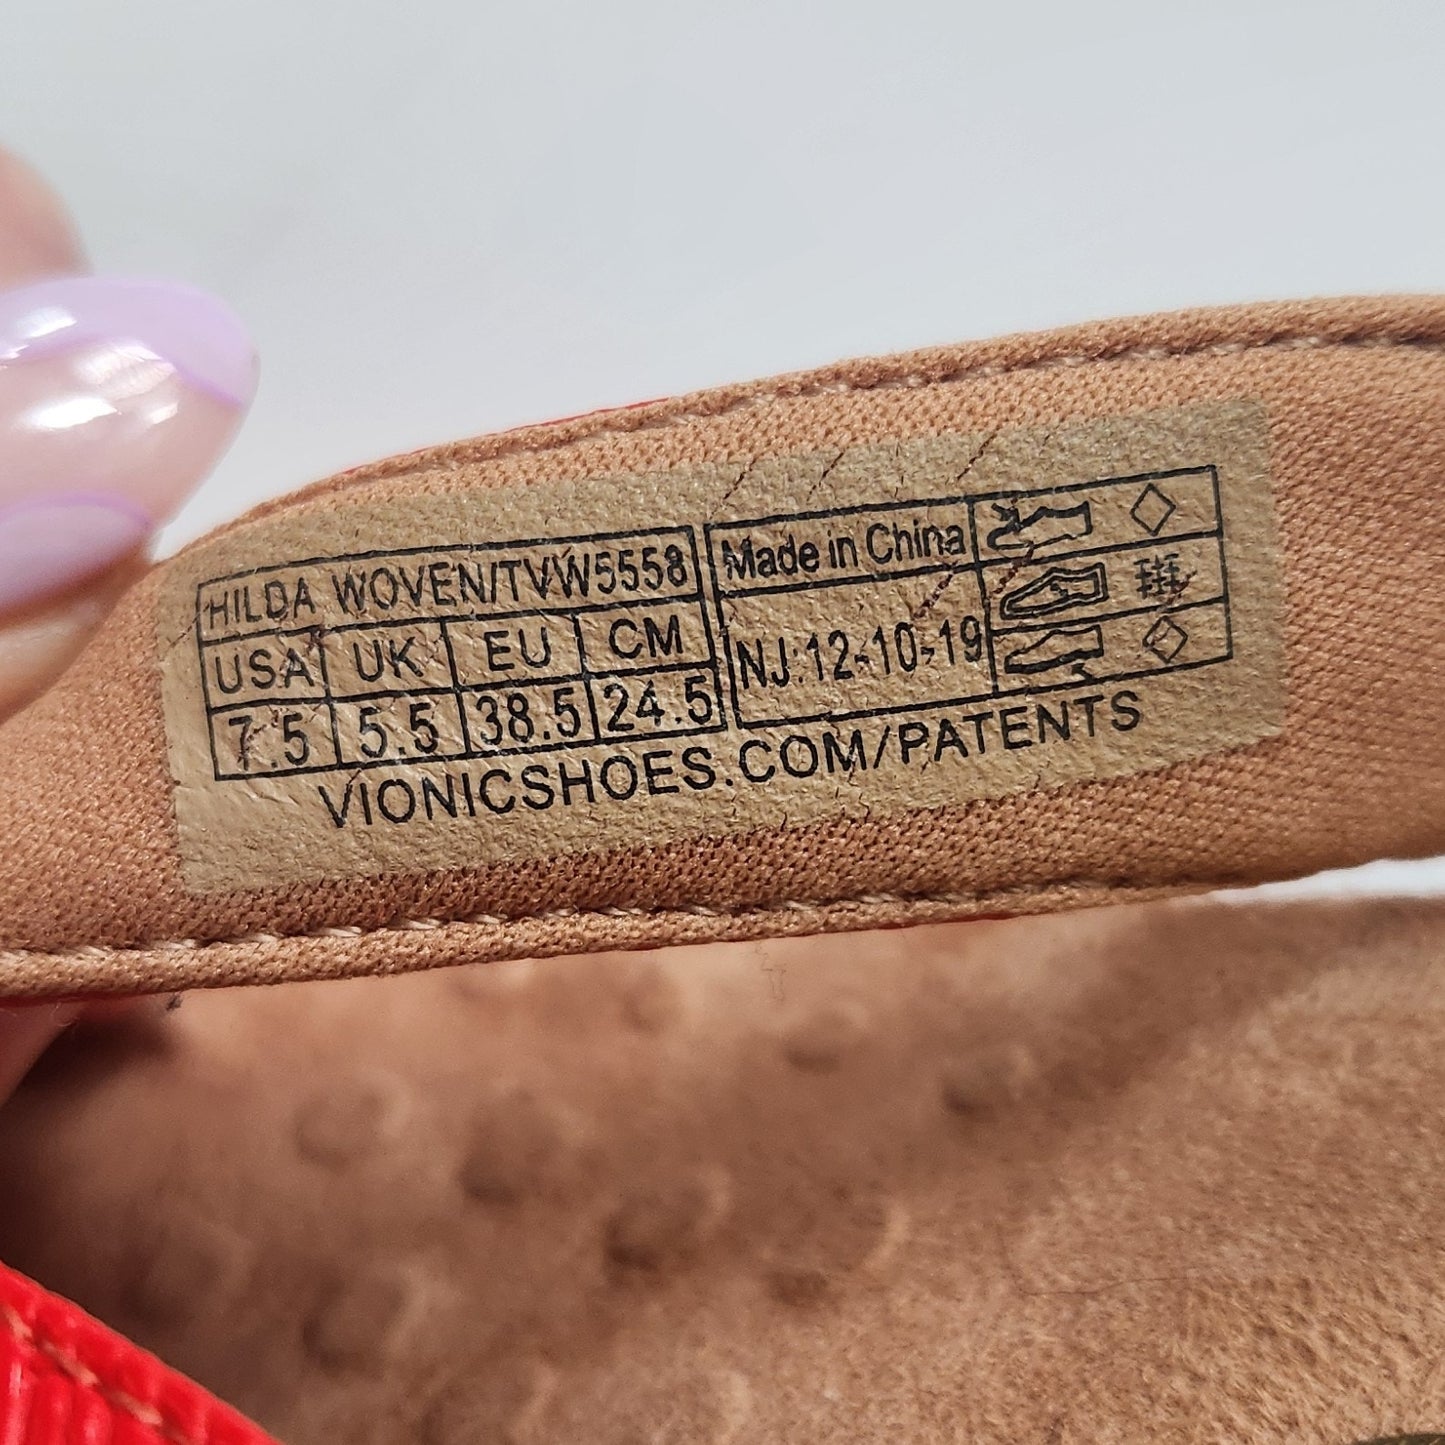 HILDA WOVEN/TVW5558
USA UK EU CM
7.5 5.5 38.5 24.5
Made in China
NJ:12-10-19
VIONICSHOES.COM/PATENTS